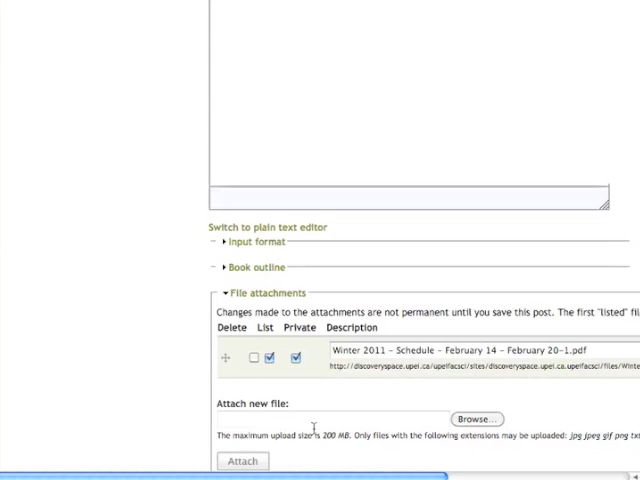 Switch to plain text editor
Input format
Book outline
File attachments
Changes made to the attachments are not permanent until you save this post. The first "listed" fil
Delete List Private Description
Winter 2011 - Schedule - February 14 - February 20-1.pdf
http://discoveryspace.upei.ca/upeifacsci/sites/discoveryspace.upei.ca.upeifacsci/files/Winte
Attach new file:
Browse...
The maximum upload size is 200 MB. Only files with the following extensions may be uploaded: jpg jpeg gif png txt
Attach